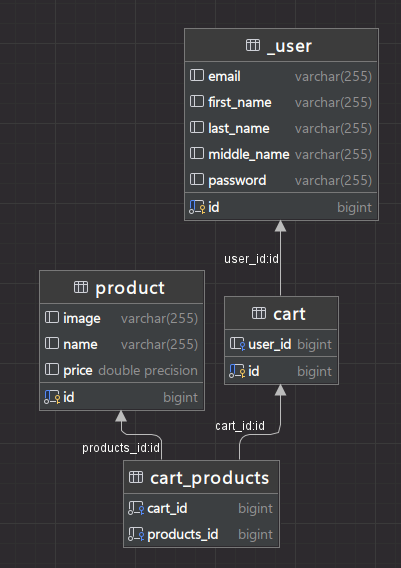 _user
email varchar(255)
first_name varchar(255)
last_name varchar(255)
middle_name varchar(255)
password varchar(255)
id bigint
user_id:id
product
image varchar(255)
name varchar(255)
price double precision
id bigint
cart
user_id bigint
id bigint
cart_id:id
products_id:id
cart_products
cart_id bigint
products_id bigint